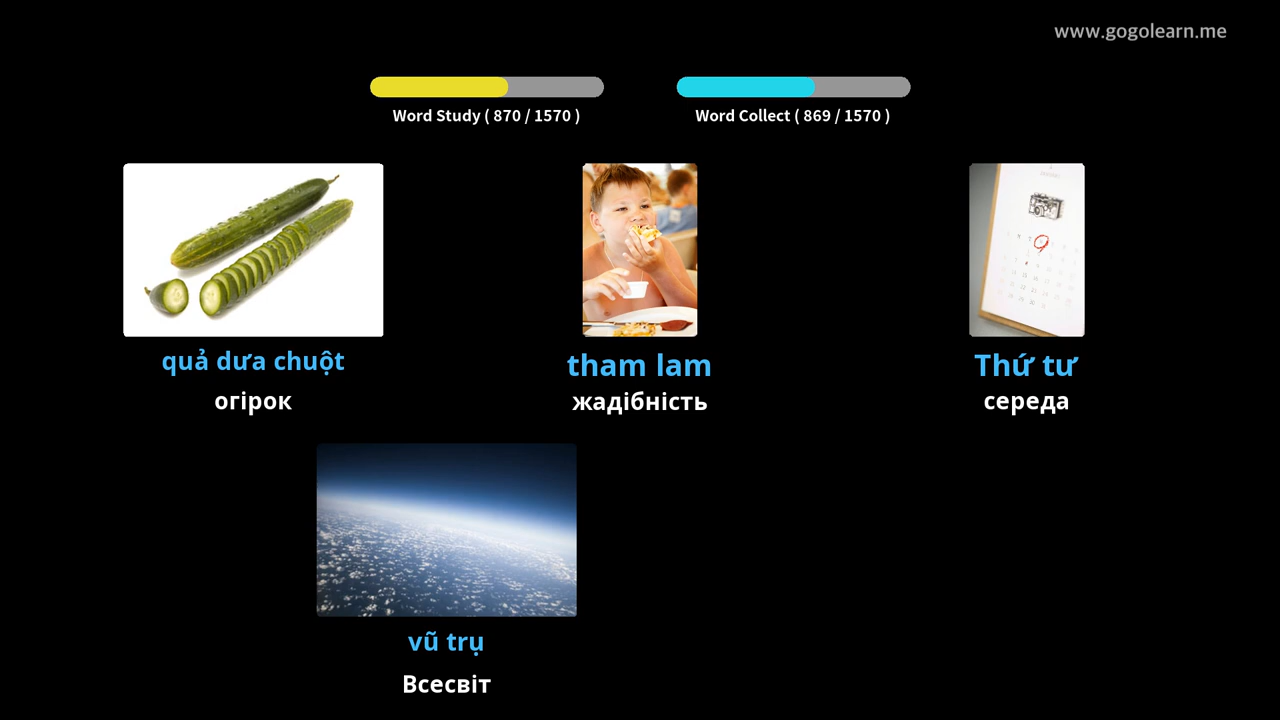 www.gogolearn.me
Word Study ( 870 / 1570 )
Word Collect ( 869 / 1570 )
quả dưa chuột
огірок
tham lam
жадібність
Thứ tư
середа
vũ trụ
Всесвіт